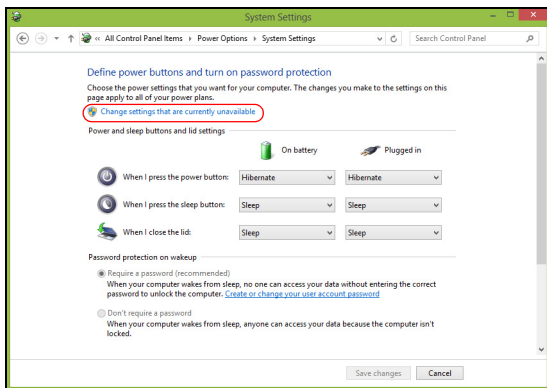 System Settings
« All Control Panel Items ▸ Power Options ▸ System Settings
Search Control Panel
Define power buttons and turn on password protection
Choose the power settings that you want for your computer. The changes you make to the settings on this
page apply to all of your power plans.
Change settings that are currently unavailable
Power and sleep buttons and lid settings
On battery Plugged in
When I press the power button: Hibernate Hibernate
When I press the sleep button: Sleep Sleep
When I close the lid: Sleep Sleep
Password protection on wakeup
Require a password (recommended)
When your computer wakes from sleep, no one can access your data without entering the correct
password to unlock the computer. Create or change your user account password
Don't require a password
When your computer wakes from sleep, anyone can access your data because the computer isn't
locked.
Save changes Cancel